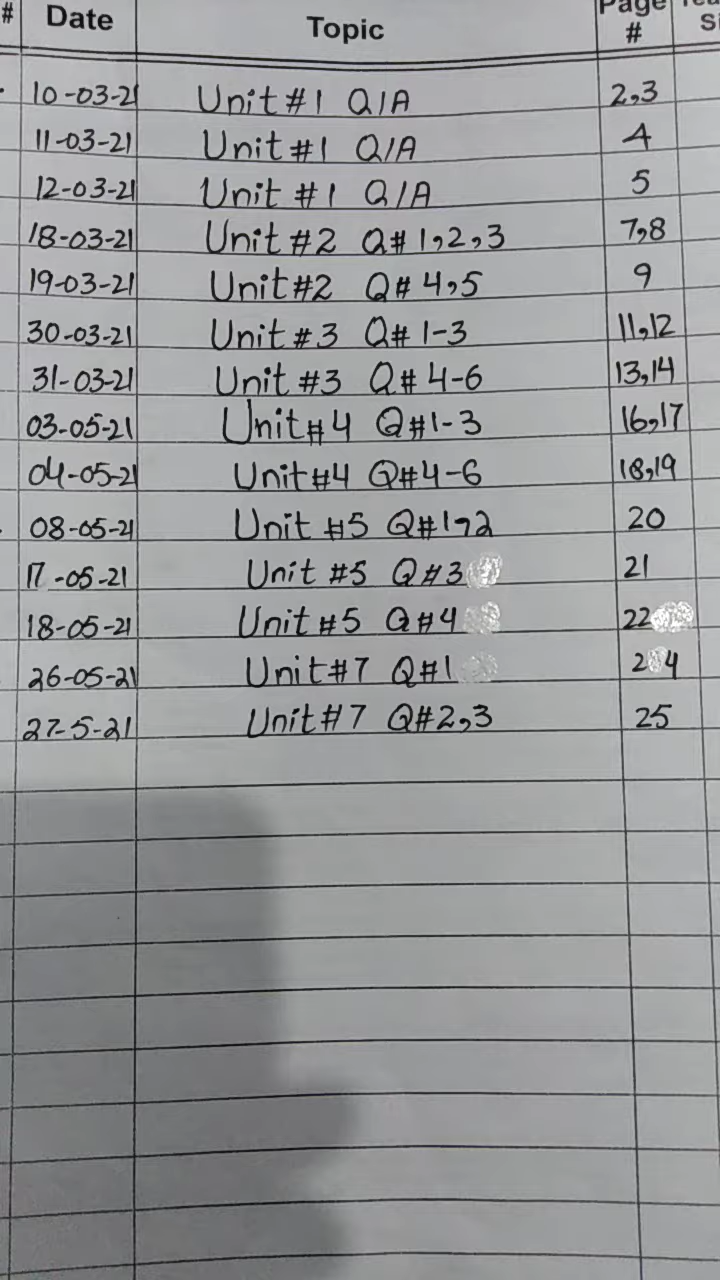 # Date Topic Page # Si
10-03-21 Unit #1 Q/A 2,3
11-03-21 Unit #1 Q/A 4
12-03-21 Unit #1 Q/A 5
18-03-21 Unit #2 Q# 1,2,3 7,8
19-03-21 Unit #2 Q# 4,5 9
30-03-21 Unit #3 Q# 1-3 11,12
31-03-21 Unit #3 Q# 4-6 13,14
03-05-21 Unit #4 Q#1-3 16,17
04-05-21 Unit #4 Q#4-6 18,19
08-05-21 Unit #5 Q#1,2 20
17-05-21 Unit #5 Q#3 21
18-05-21 Unit #5 Q#4 22
26-05-21 Unit #7 Q#1 24
27-5-21 Unit #7 Q#2,3 25